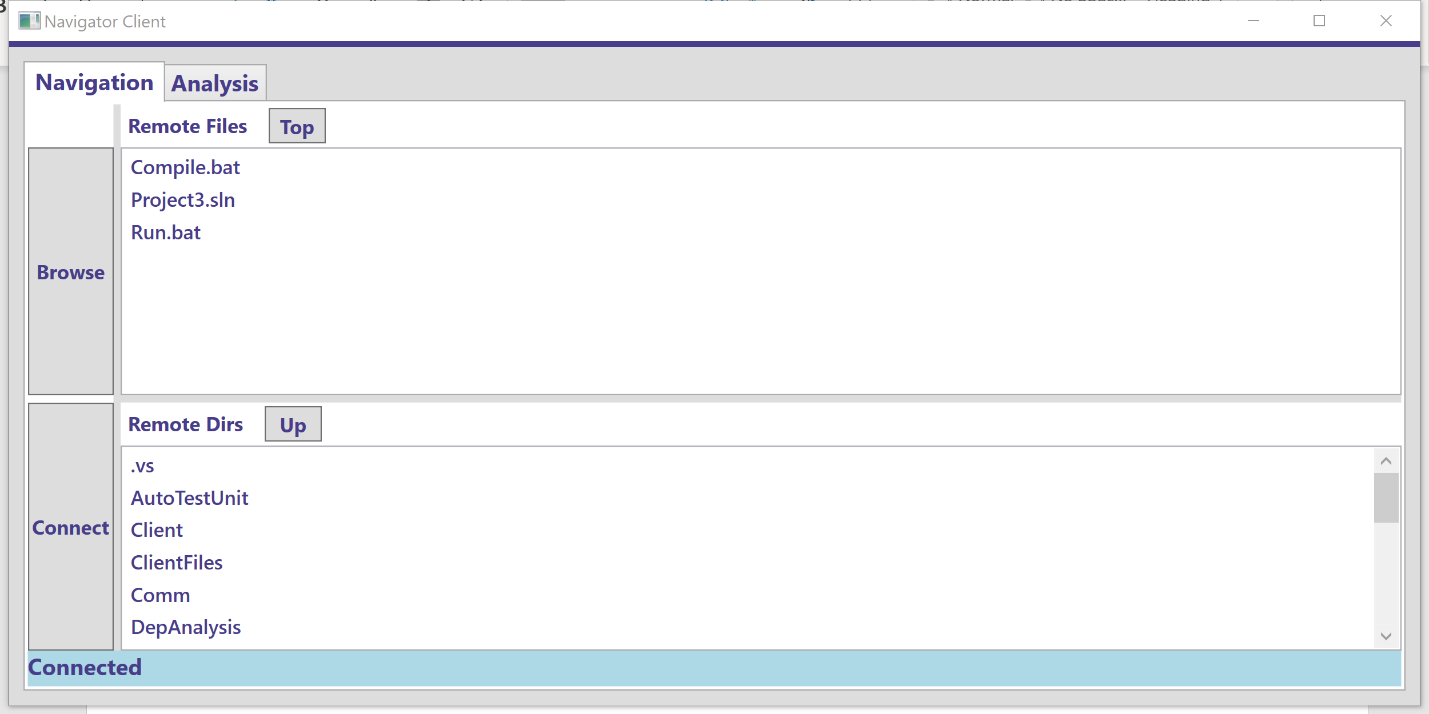 Navigator Client
Navigation Analysis
Remote Files Top
Compile.bat
Project3.sln
Run.bat
Browse
Remote Dirs Up
.vs
AutoTestUnit
Client
ClientFiles
Connect
Comm
DepAnalysis
Connected